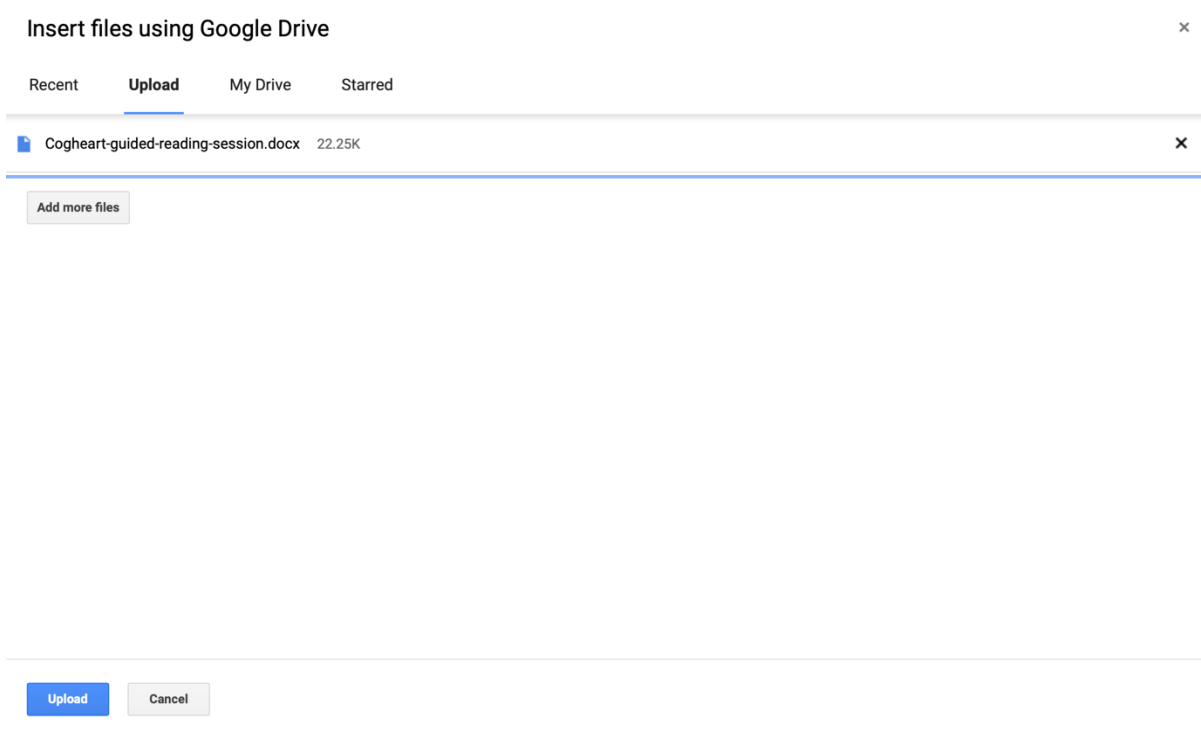 Insert files using Google Drive
Recent Upload My Drive Starred
Cogheart-guided-reading-session.docx 22.25K
Add more files
Upload Cancel